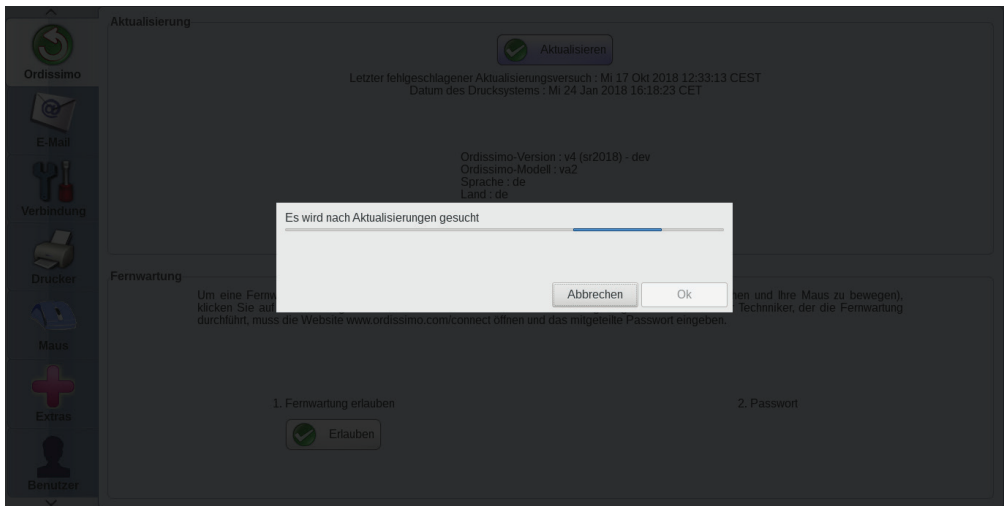 Aktualisierung
Aktualisieren
Ordissimo
Letzter fehlgeschlagener Aktualisierungsversuch : Mi 17 Okt 2018 12:33:13 CEST
Datum des Drucksystems : Mi 24 Jan 2018 16:18:23 CET
E-Mail
Ordissimo-Version : v4 (sr2018) - dev
Ordissimo-Modell : va2
Sprache : de
Land : de
Verbindung
Es wird nach Aktualisierungen gesucht
Abbrechen
Ok
Drucker
Fernwartung
Um eine Fernw en und Ihre Maus zu bewegen),
klicken Sie auf Technniker, der die Fernwartung
durchführt, muss die Website www.ordissimo.com/connect öffnen und das mitgeteilte Passwort eingeben.
Maus
1. Fernwartung erlauben
2. Passwort
Extras
Erlauben
Benutzer